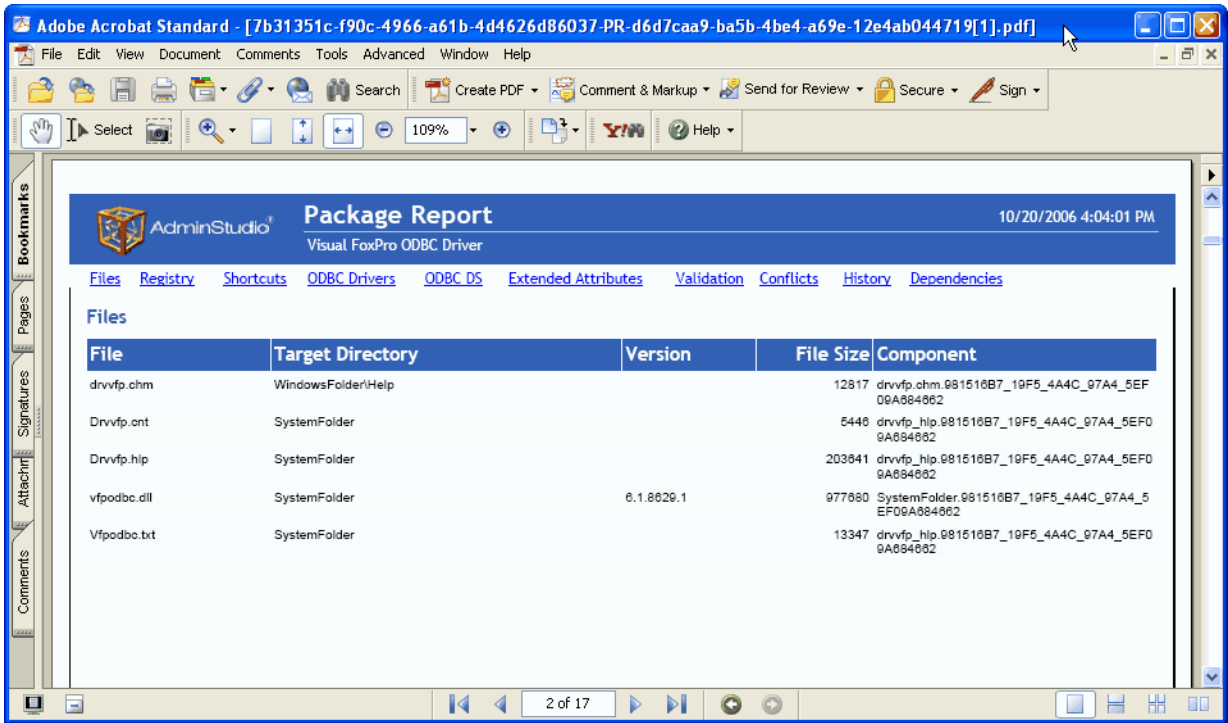 Adobe Acrobat Standard - [7b31351c-f90c-4966-a61b-4d4626d86037-PR-d6d7caa9-ba5b-4be4-a69e-12e4ab044719[1].pdf]
File Edit View Document Comments Tools Advanced Window Help
Search Create PDF Comment & Markup Send for Review Secure Sign
Select 109% Y! Help
Bookmarks
Pages
Signatures
Attachm
Comments
AdminStudio
Package Report
10/20/2006 4:04:01 PM
Visual FoxPro ODBC Driver
Files Registry Shortcuts ODBC Drivers ODBC DS Extended Attributes Validation Conflicts History Dependencies
Files
File Target Directory Version File Size Component
drvvfp.chm WindowsFolder\Help 12817 drvvfp.chm.981516B7_19F5_4A4C_97A4_5EF
09A684662
Drvvfp.cnt SystemFolder 5446 drvvfp_hlp.981516B7_19F5_4A4C_97A4_5EF0
9A684662
Drvvfp.hlp SystemFolder 203641 drvvfp_hlp.981516B7_19F5_4A4C_97A4_5EF0
9A684662
vfpodbc.dll SystemFolder 6.1.8629.1 977680 SystemFolder.981516B7_19F5_4A4C_97A4_5
EF09A684662
Vfpodbc.txt SystemFolder 13347 drvvfp_hlp.981516B7_19F5_4A4C_97A4_5EF0
9A684662
2 of 17